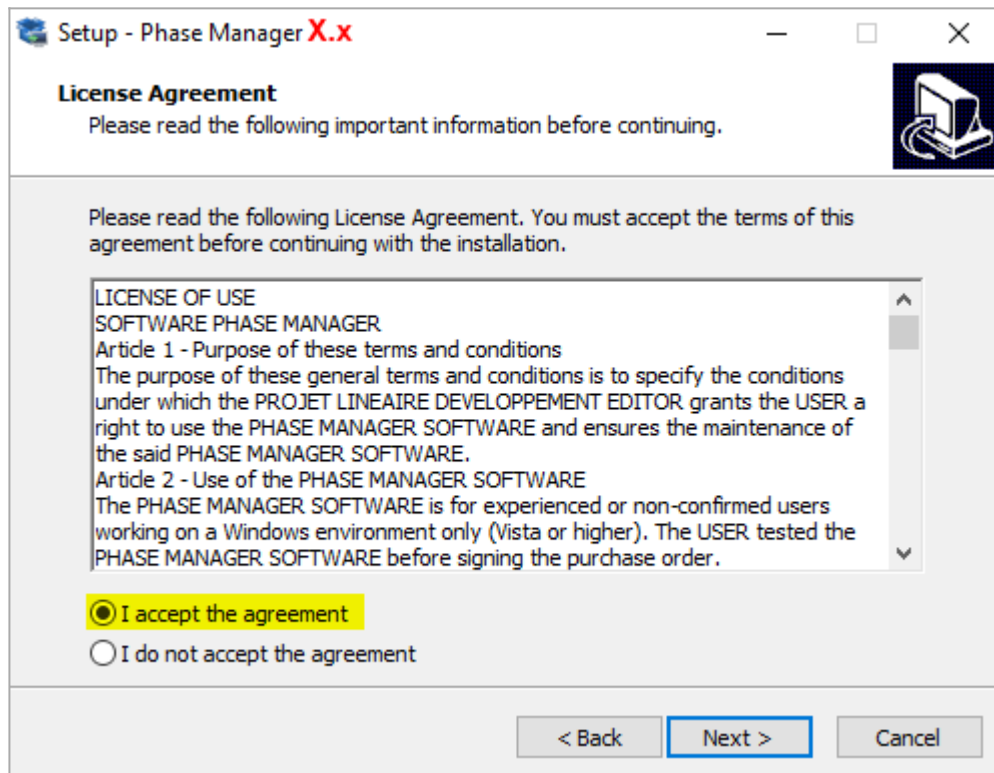 Setup - Phase Manager X.x
License Agreement
Please read the following important information before continuing.
Please read the following License Agreement. You must accept the terms of this
agreement before continuing with the installation.
LICENSE OF USE
SOFTWARE PHASE MANAGER
Article 1 - Purpose of these terms and conditions
The purpose of these general terms and conditions is to specify the conditions
under which the PROJET LINEAIRE DEVELOPPEMENT EDITOR grants the USER a
right to use the PHASE MANAGER SOFTWARE and ensures the maintenance of
the said PHASE MANAGER SOFTWARE.
Article 2 - Use of the PHASE MANAGER SOFTWARE
The PHASE MANAGER SOFTWARE is for experienced or non-confirmed users
working on a Windows environment only (Vista or higher). The USER tested the
PHASE MANAGER SOFTWARE before signing the purchase order.
I accept the agreement
I do not accept the agreement
< Back Next > Cancel